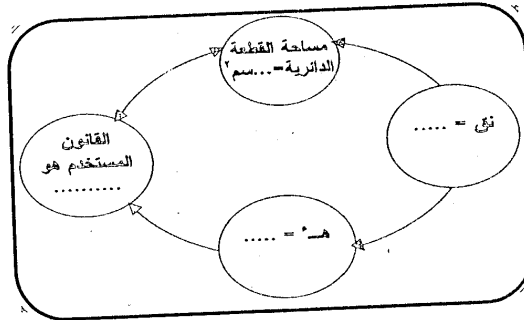 مساحة القطعة
الدائرية=...سم٢
نق = .....
القانون
المستخدم هو
..........
هـ ْ = .....